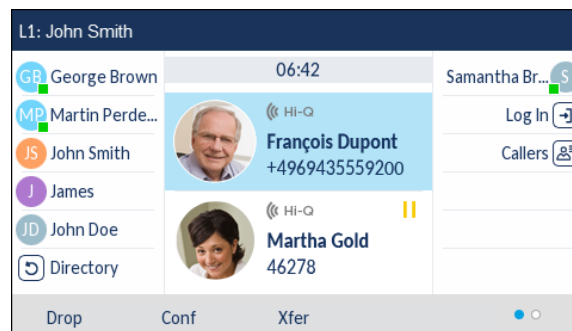 L1: John Smith
GB George Brown
MP Martin Perde...
JS John Smith
J James
JD John Doe
Directory
06:42
Hi-Q
François Dupont
+4969435559200
Hi-Q
Martha Gold
46278
Samantha Br... S
Log In
Callers
Drop Conf Xfer